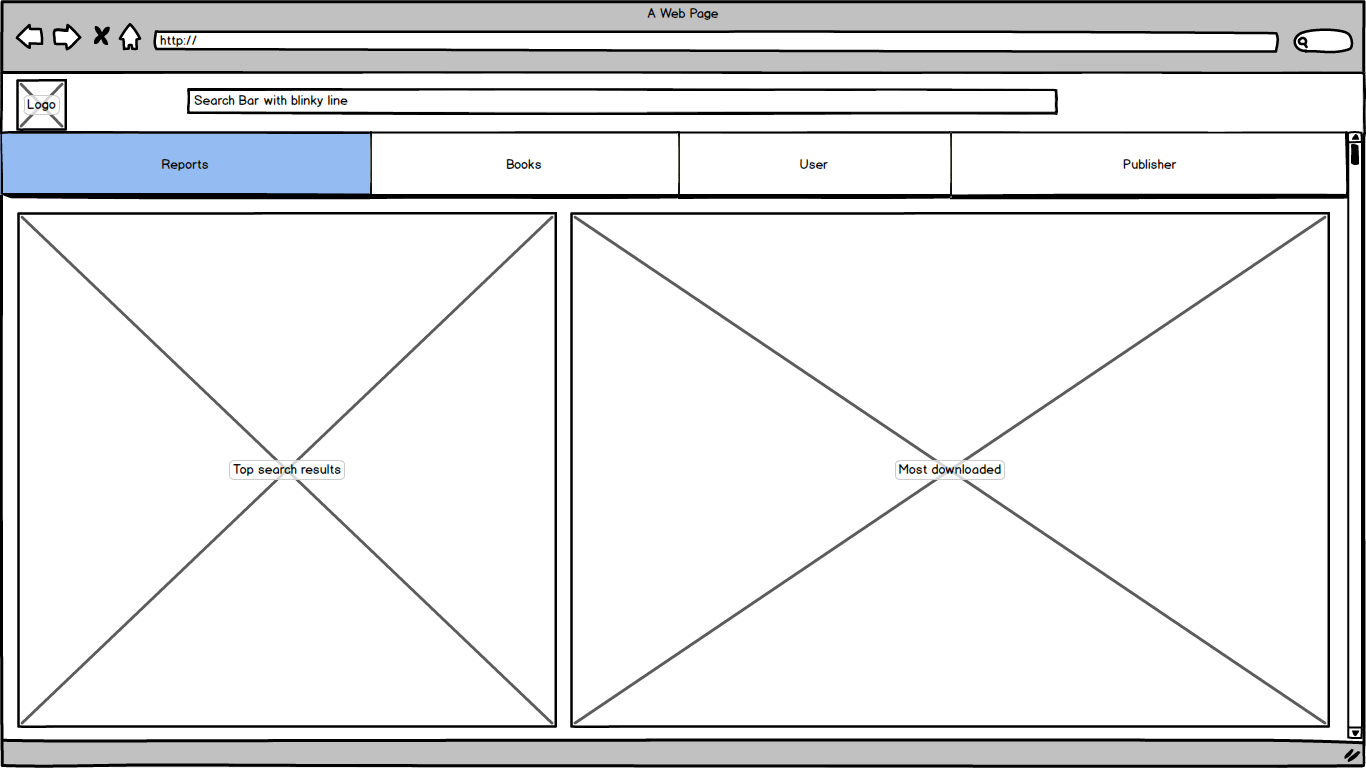 A Web Page
http://
Logo
Search Bar with blinky line
Reports
Books
User
Publisher
Top search results
Most downloaded